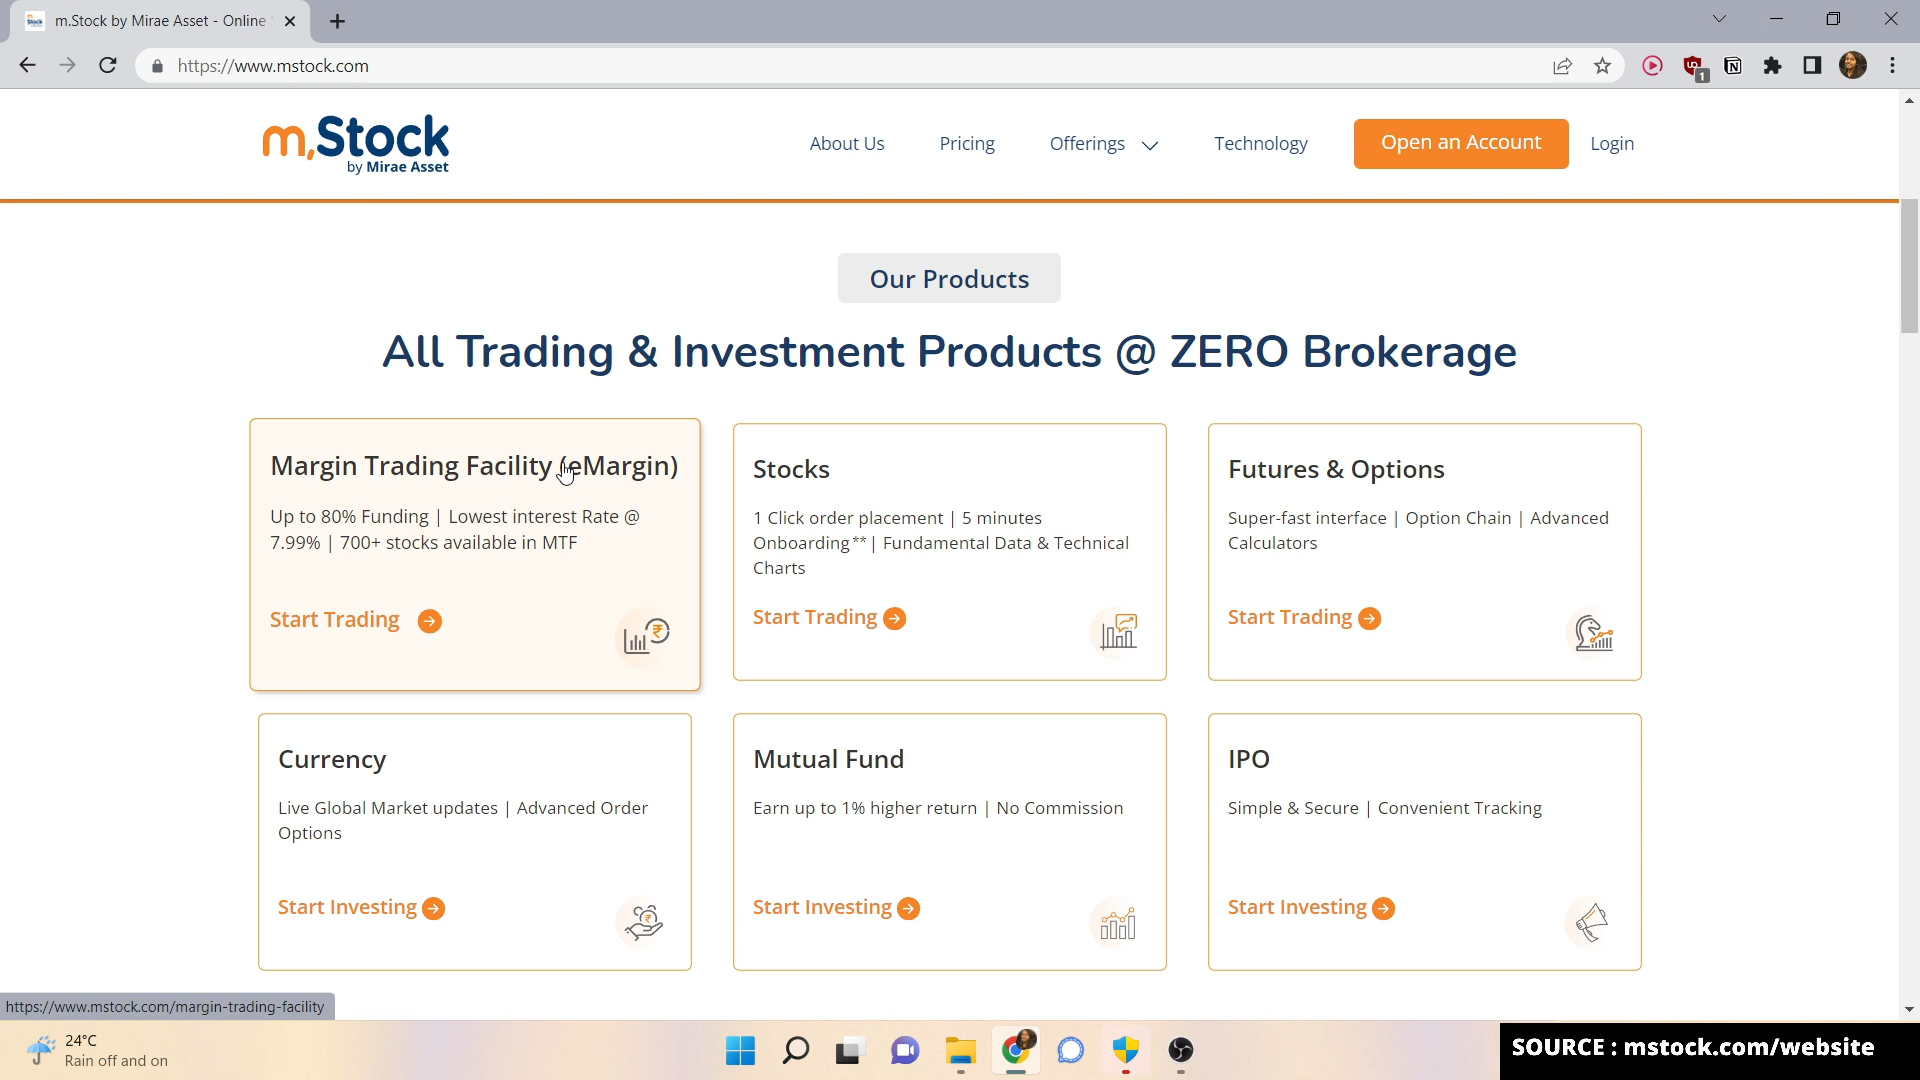 m.Stock by Mirae Asset - Online
https://www.mstock.com
1
m.Stock
by Mirae Asset
About Us
Pricing
Offerings
Technology
Open an Account
Login
Our Products
All Trading & Investment Products @ ZERO Brokerage
Margin Trading Facility (eMargin)
Up to 80% Funding | Lowest interest Rate @
7.99% | 700+ stocks available in MTF
Start Trading
Stocks
1 Click order placement | 5 minutes
Onboarding** | Fundamental Data & Technical
Charts
Start Trading
Futures & Options
Super-fast interface | Option Chain | Advanced
Calculators
Start Trading
Currency
Live Global Market updates | Advanced Order
Options
Start Investing
Mutual Fund
Earn up to 1% higher return | No Commission
Start Investing
IPO
Simple & Secure | Convenient Tracking
Start Investing
https://www.mstock.com/margin-trading-facility
24°C
Rain off and on
SOURCE : mstock.com/website